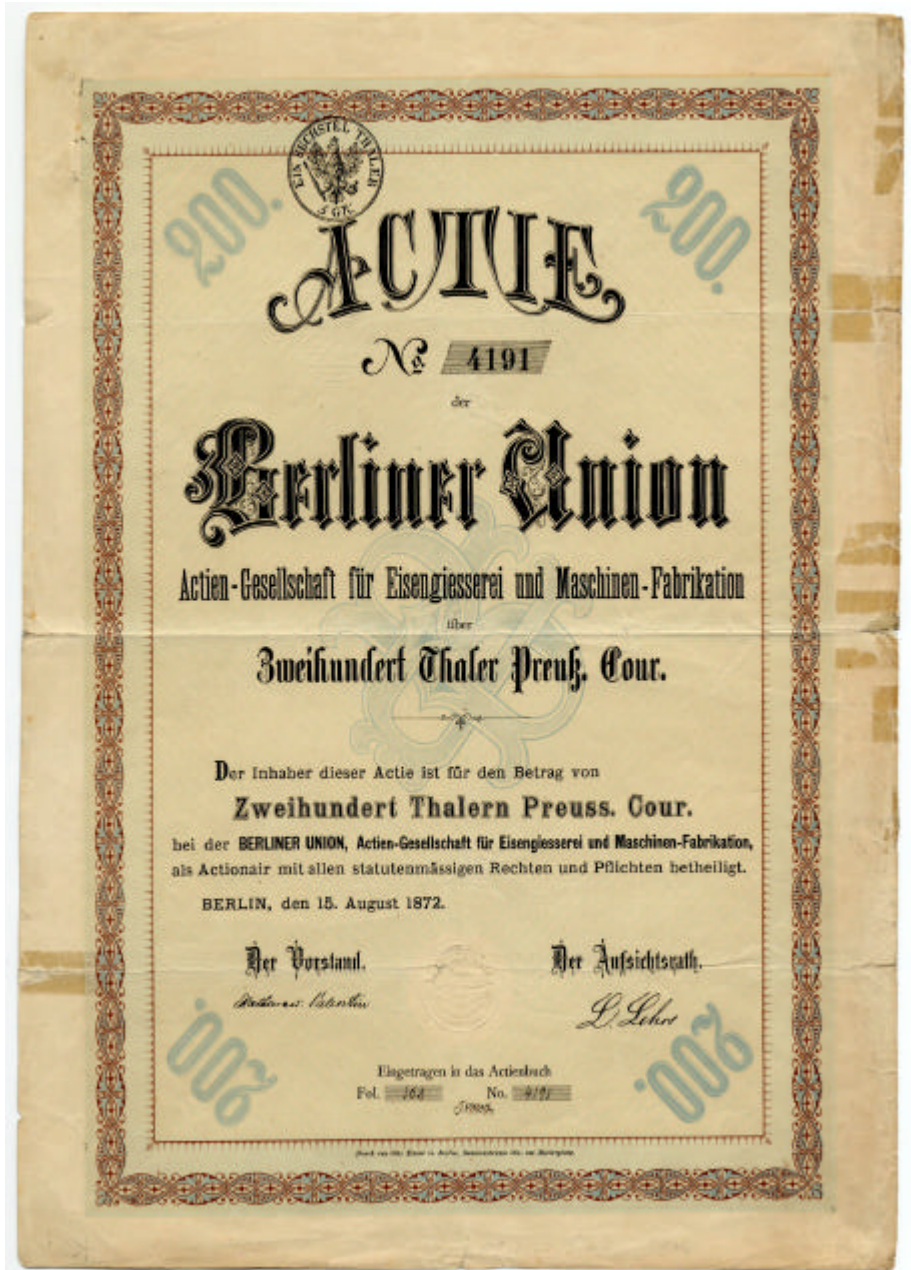 EIN SECHSTEL THALER
5 GR.
200.
200.
ACTIE
No. 4191
der
Berliner Union
Actien-Gesellschaft für Eisengiesserei und Maschinen-Fabrikation
über
Zweihundert Thaler Preuß. Cour.
Der Inhaber dieser Actie ist für den Betrag von
Zweihundert Thalern Preuss. Cour.
bei der BERLINER UNION, Actien-Gesellschaft für Eisengiesserei und Maschinen-Fabrikation,
als Actionair mit allen statutenmässigen Rechten und Pflichten betheiligt.
BERLIN, den 15. August 1872.
Der Vorstand.
Der Aufsichtsrath.
L. Lehrs
200.
200.
Eingetragen in das Actienbuch
Fol. No. 4191